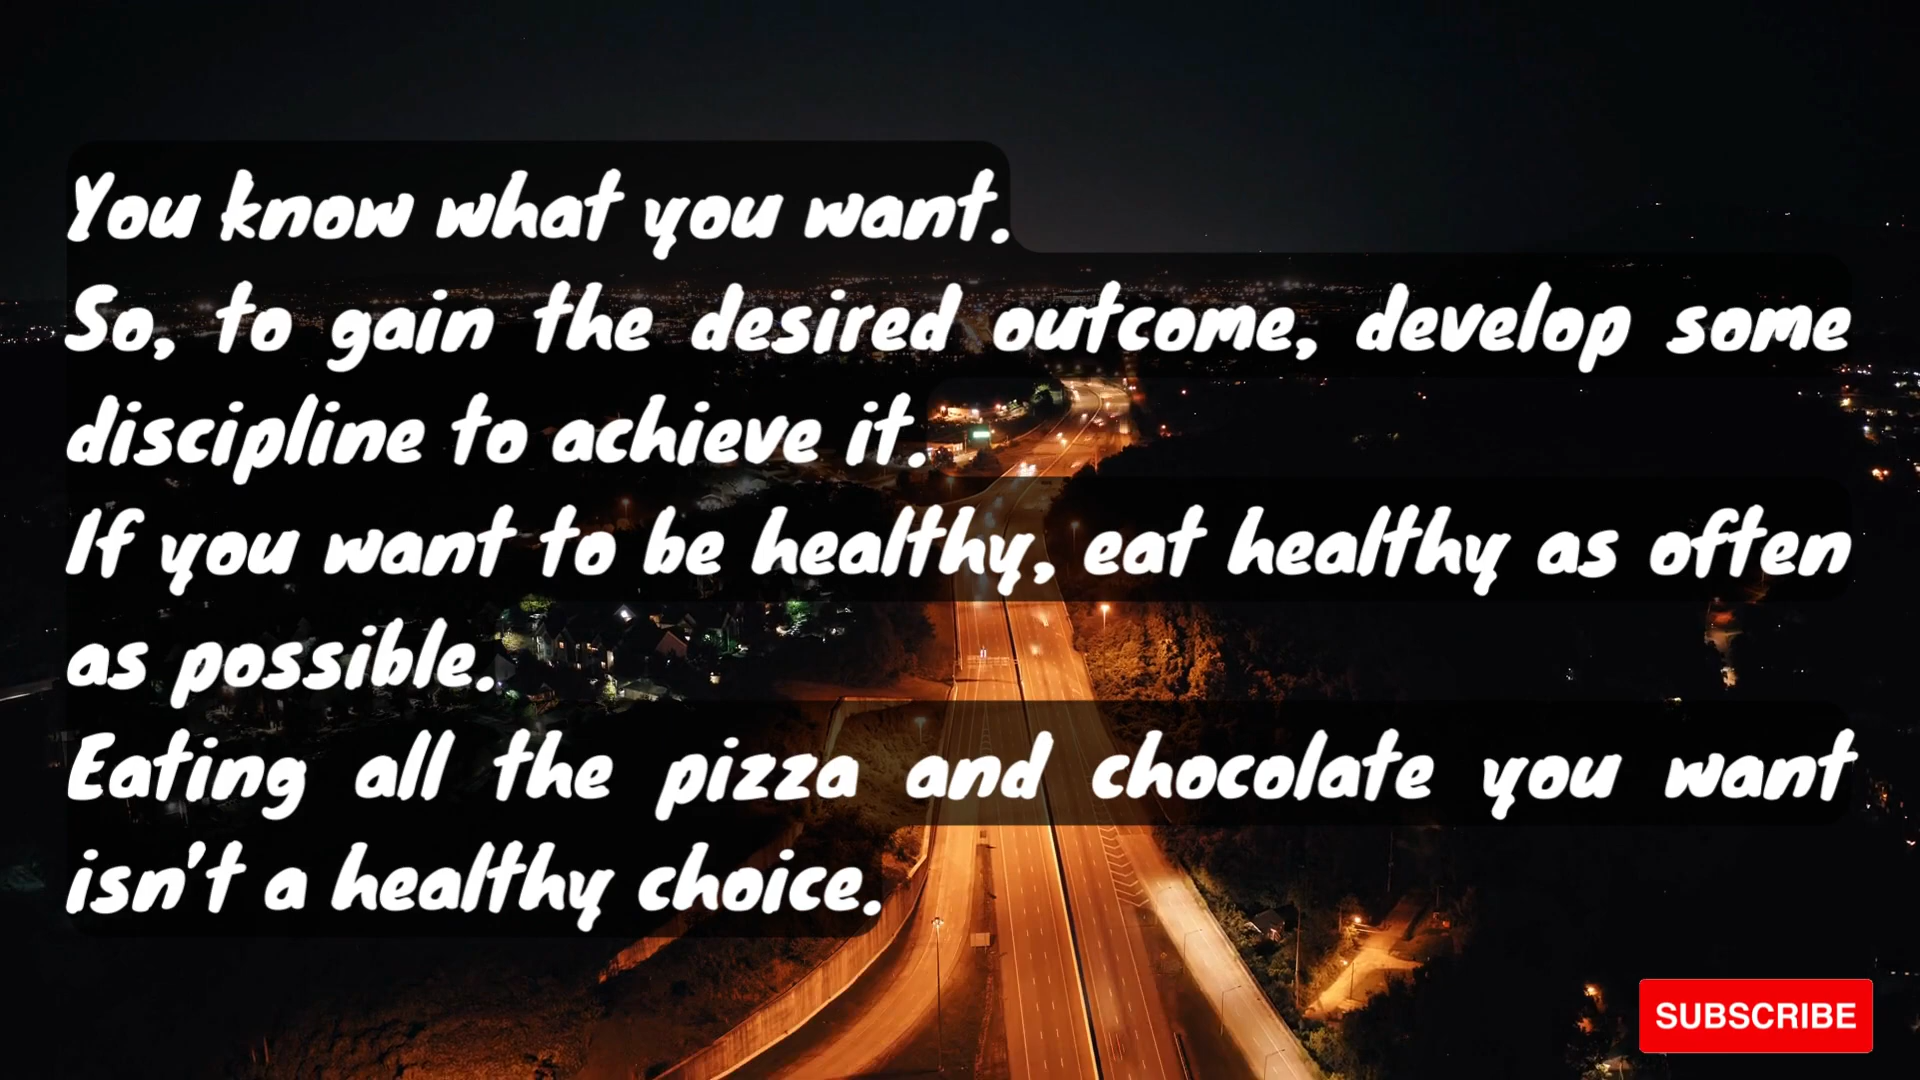 You know what you want.
So, to gain the desired outcome, develop some
discipline to achieve it.
If you want to be healthy, eat healthy as often
as possible.
Eating all the pizza and chocolate you want
isn't a healthy choice.
SUBSCRIBE